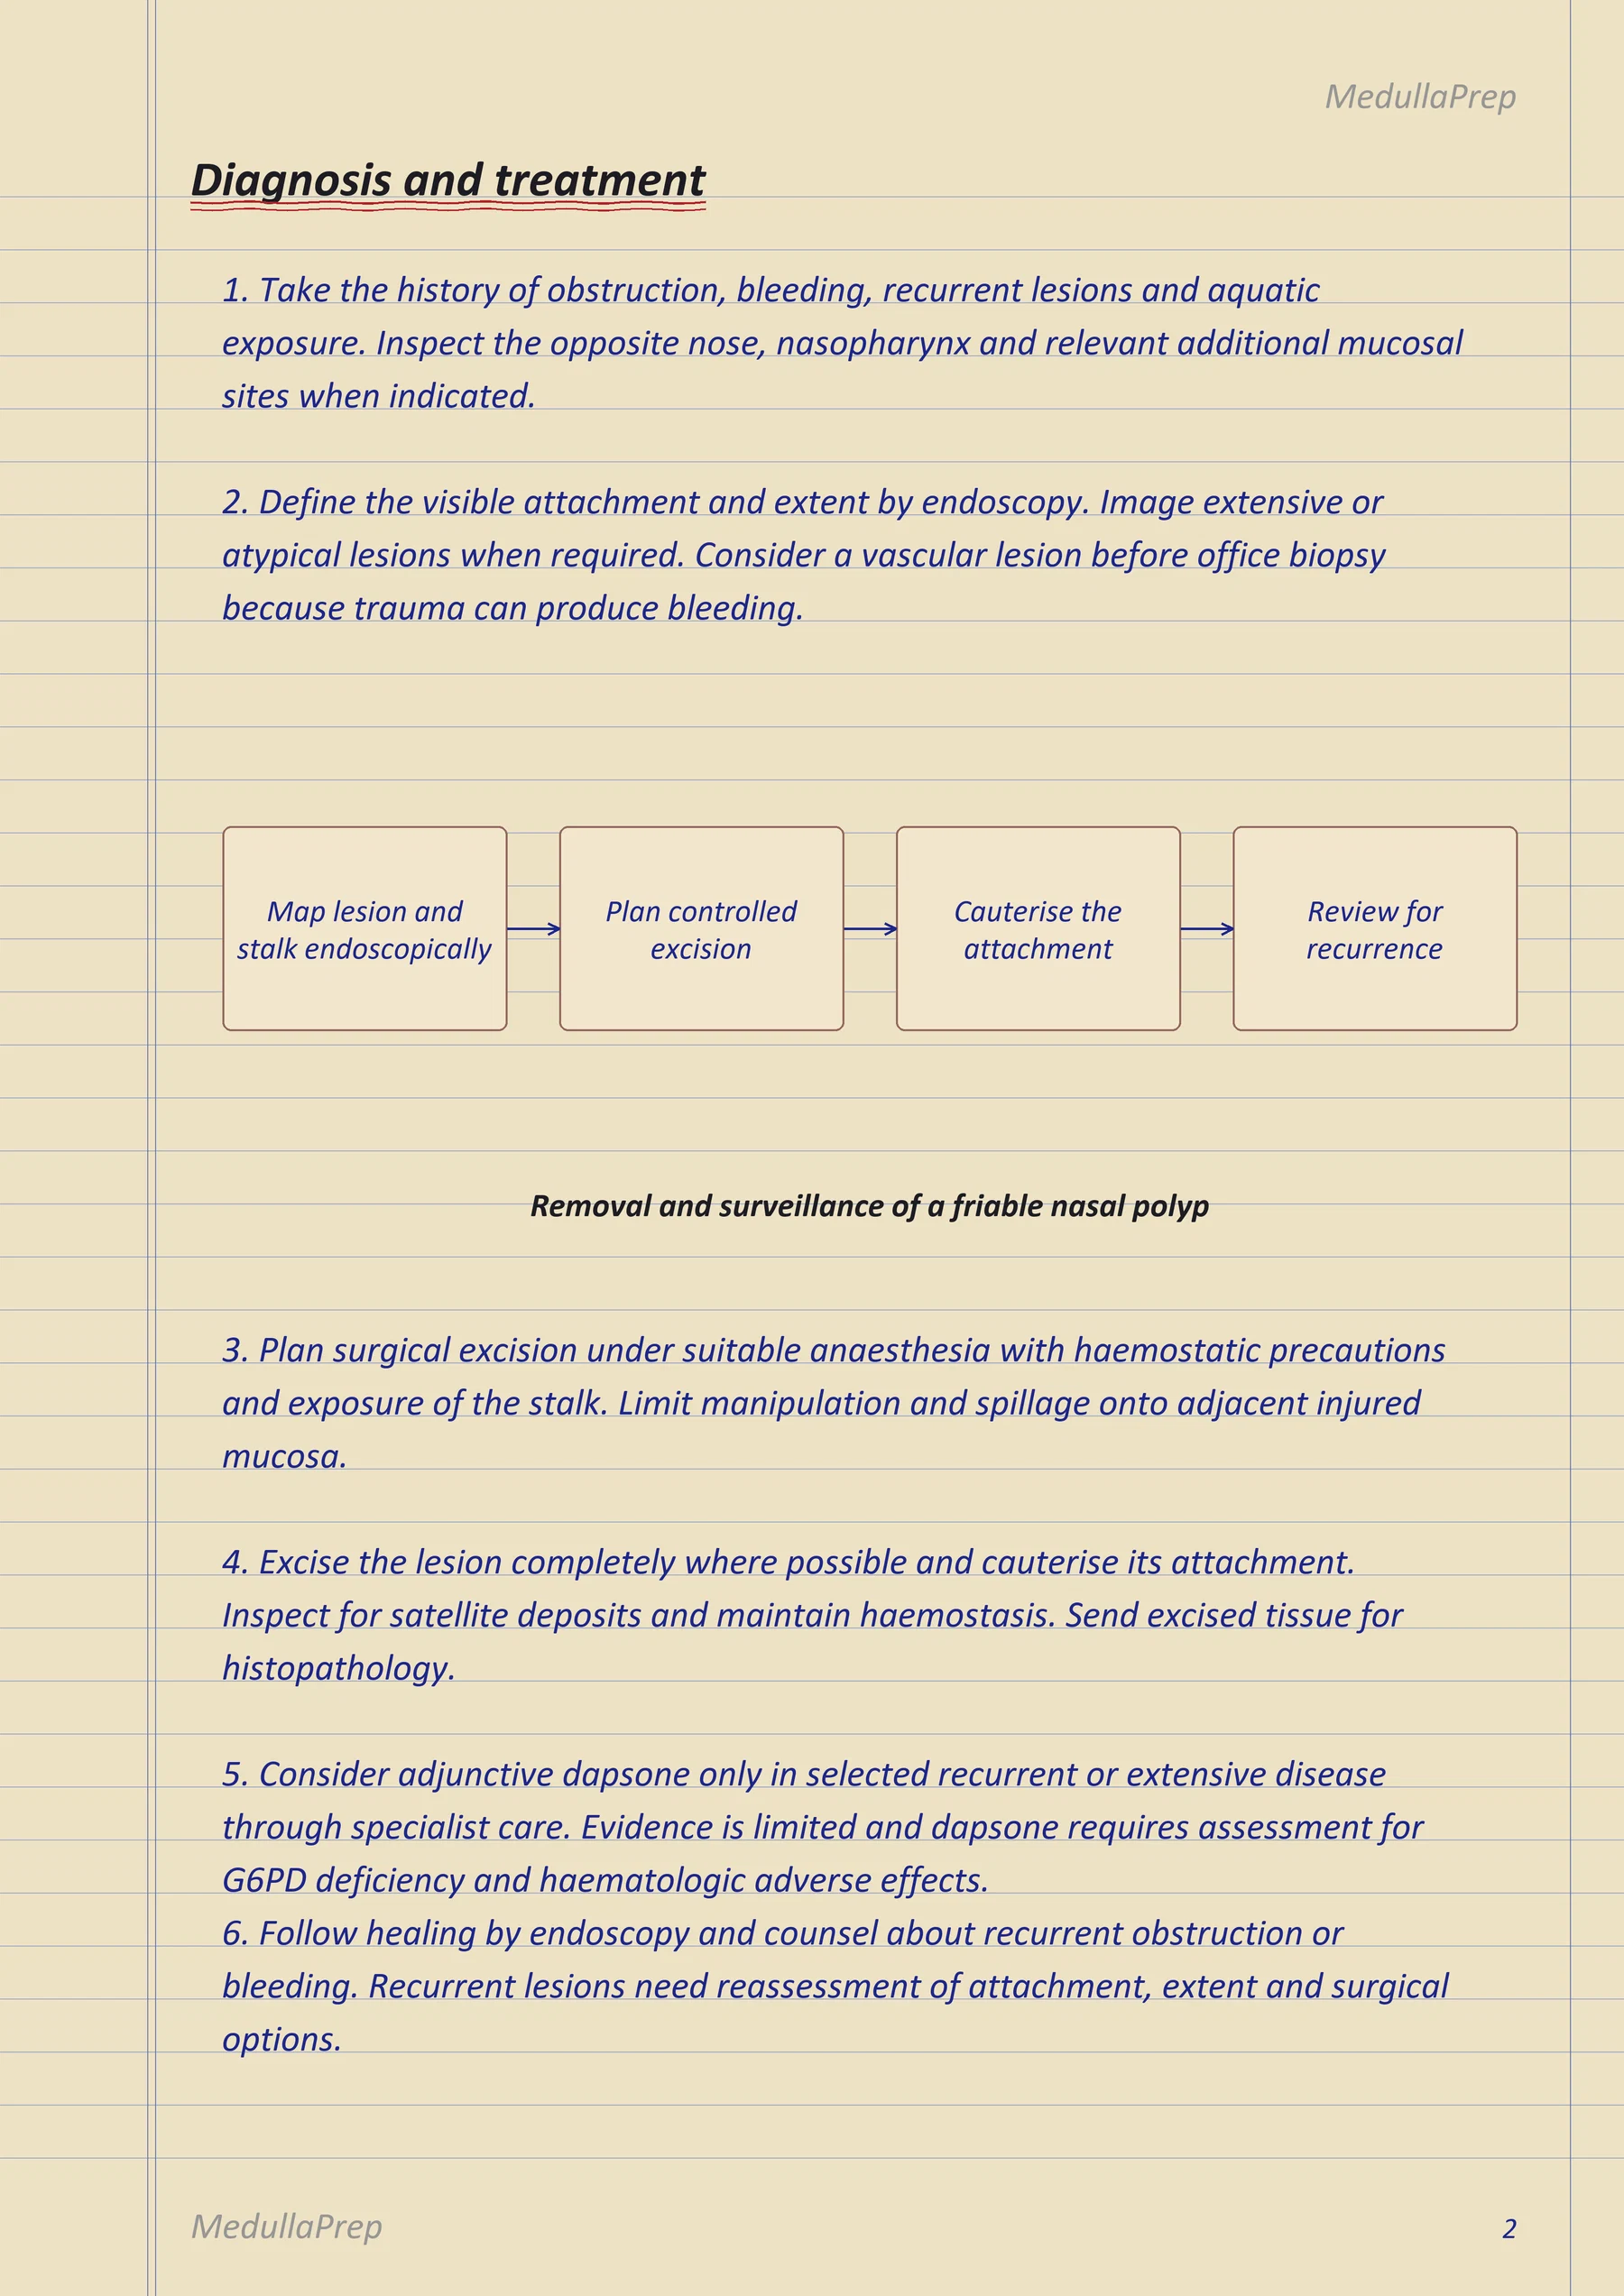 MedullaPrep
Diagnosis and treatment
1. Take the history of obstruction, bleeding, recurrent lesions and aquatic
exposure. Inspect the opposite nose, nasopharynx and relevant additional mucosal
sites when indicated.
2. Define the visible attachment and extent by endoscopy. Image extensive or
atypical lesions when required. Consider a vascular lesion before office biopsy
because trauma can produce bleeding.
Map lesion and
stalk endoscopically
Plan controlled
excision
Cauterise the
attachment
Review for
recurrence
Removal and surveillance of a friable nasal polyp
3. Plan surgical excision under suitable anaesthesia with haemostatic precautions
and exposure of the stalk. Limit manipulation and spillage onto adjacent injured
mucosa.
4. Excise the lesion completely where possible and cauterise its attachment.
Inspect for satellite deposits and maintain haemostasis. Send excised tissue for
histopathology.
5. Consider adjunctive dapsone only in selected recurrent or extensive disease
through specialist care. Evidence is limited and dapsone requires assessment for
G6PD deficiency and haematologic adverse effects.
6. Follow healing by endoscopy and counsel about recurrent obstruction or
bleeding. Recurrent lesions need reassessment of attachment, extent and surgical
options.
MedullaPrep
2